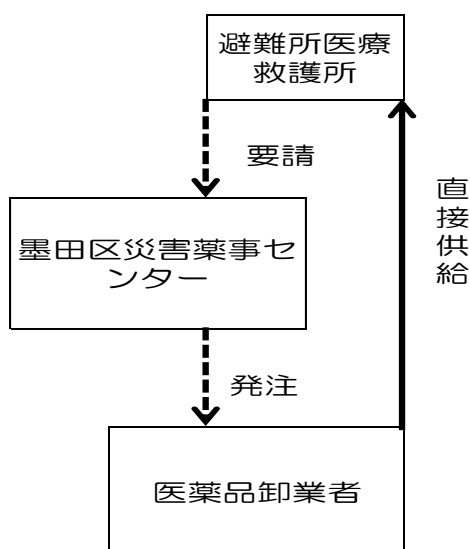 避難所医療
救護所
要請
墨田区災害薬事セ
ンター
直接供給
発注
医薬品卸業者